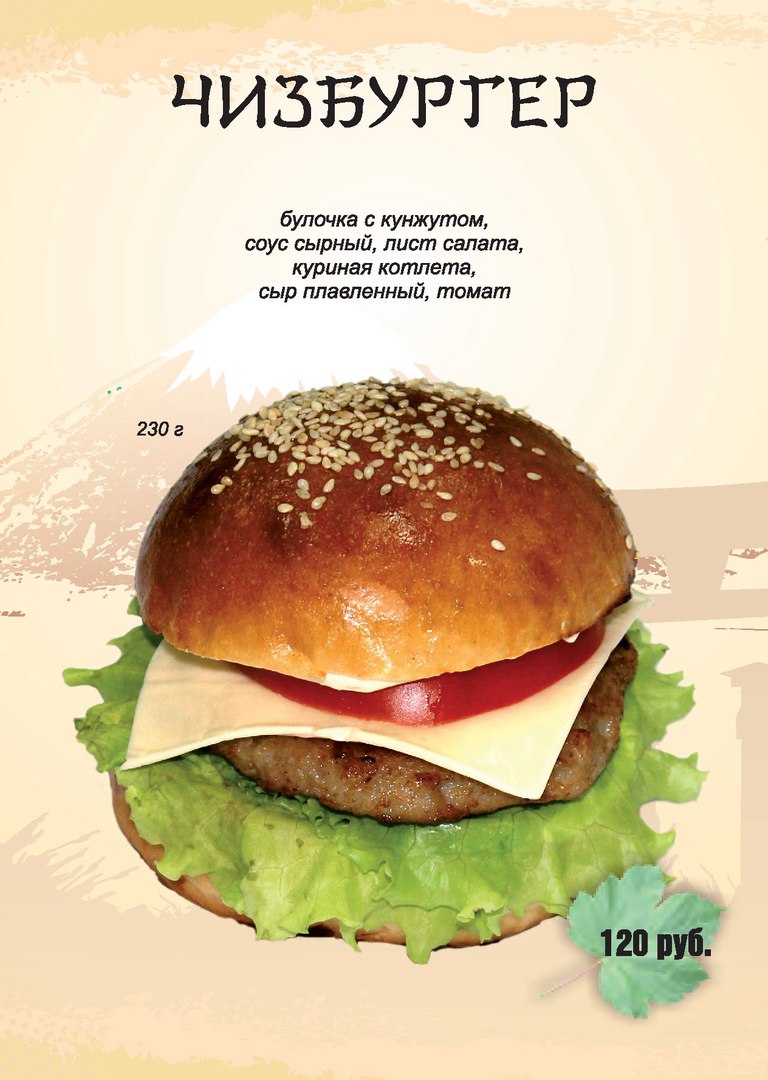 ЧИЗБУРГЕР
булочка с кунжутом,
соус сырный, лист салата,
куриная котлета,
сыр плавленный, томат
230 г
120 руб.